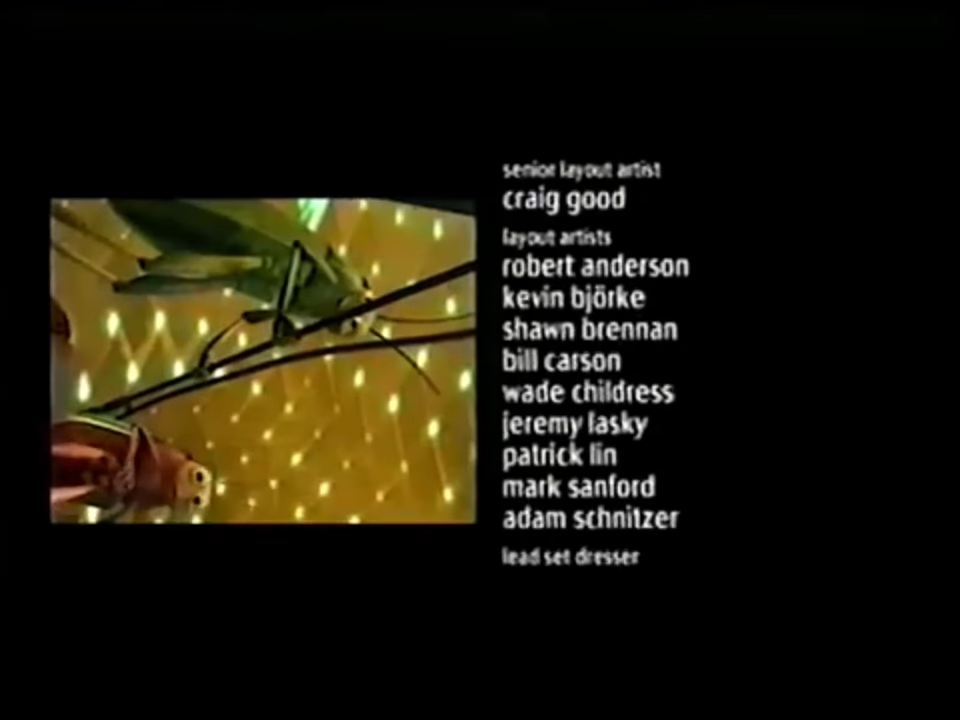 senior layout artist
craig good
layout artists
robert anderson
kevin björke
shawn brennan
bill carson
wade childress
jeremy lasky
patrick lin
mark sanford
adam schnitzer
lead set dresser